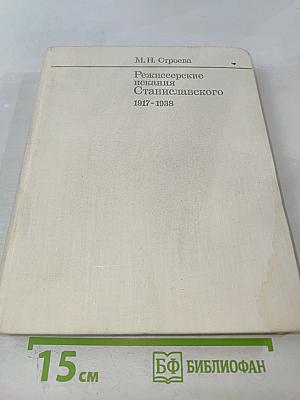 М. Н. Строева
Режиссерские
искания
Станиславского
1917-1938
15 см
БФ БИБЛИОФАН